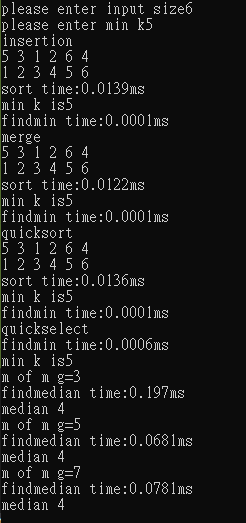 please enter input size6
please enter min k5
insertion
5 3 1 2 6 4
1 2 3 4 5 6
sort time:0.0139ms
min k is5
findmin time:0.0001ms
merge
5 3 1 2 6 4
1 2 3 4 5 6
sort time:0.0122ms
min k is5
findmin time:0.0001ms
quicksort
5 3 1 2 6 4
1 2 3 4 5 6
sort time:0.0136ms
min k is5
findmin time:0.0001ms
quickselect
findmin time:0.0006ms
min k is5
m of m g=3
findmedian time:0.197ms
median 4
m of m g=5
findmedian time:0.0681ms
median 4
m of m g=7
findmedian time:0.0781ms
median 4